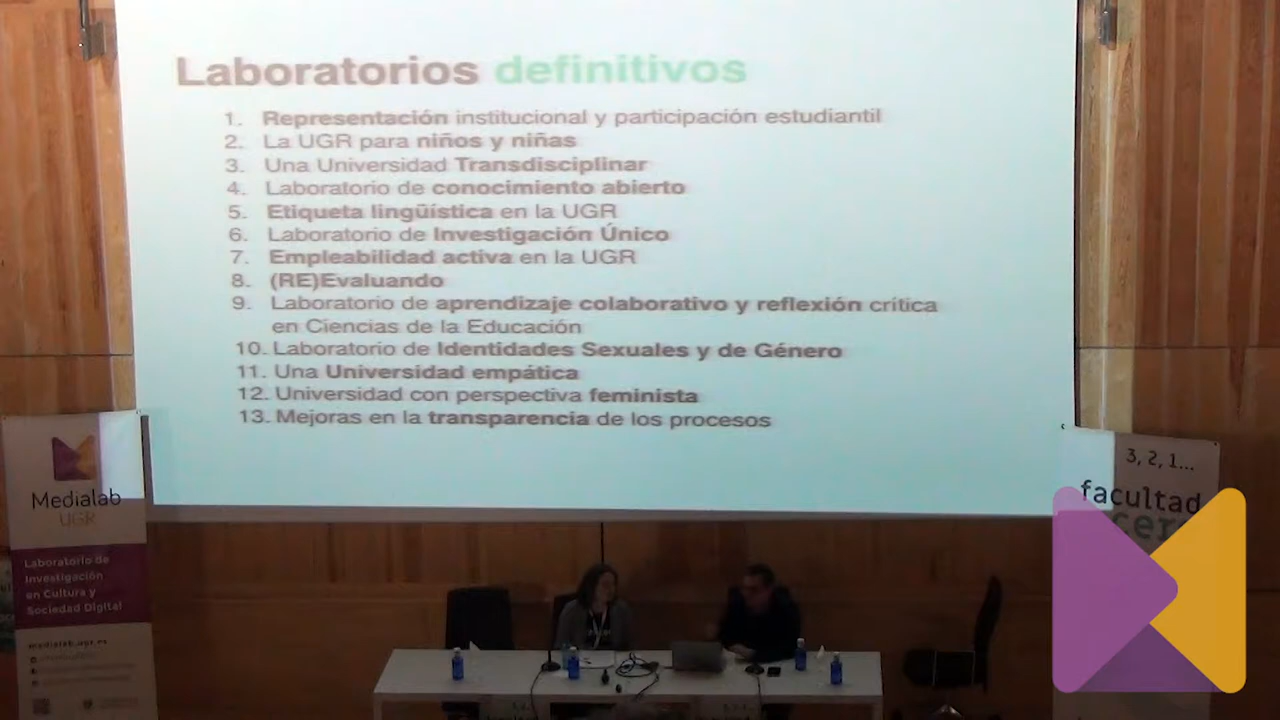 Laboratorios definitivos
1. Representación institucional y participación estudiantil
2. La UGR para niños y niñas
3. Una Universidad Transdisciplinar
4. Laboratorio de conocimiento abierto
5. Etiqueta lingüística en la UGR
6. Laboratorio de Investigación Único
7. Empleabilidad activa en la UGR
8. (RE)Evaluando
9. Laboratorio de aprendizaje colaborativo y reflexión crítica
en Ciencias de la Educación
10. Laboratorio de Identidades Sexuales y de Género
11. Una Universidad empática
12. Universidad con perspectiva feminista
13. Mejoras en la transparencia de los procesos
Medialab
UGR
Laboratorio de
Investigación
en Cultura y
Sociedad Digital
medialab.ugr.es
3, 2, 1...
facultad